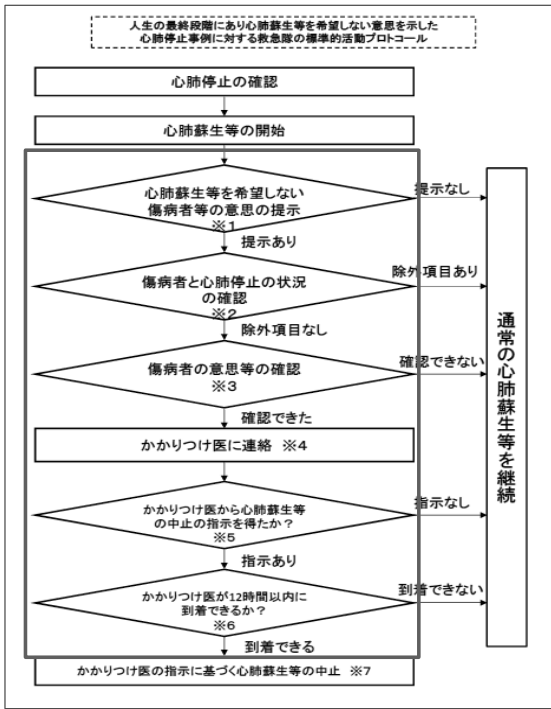 人生の最終段階にあり心肺蘇生等を希望しない意思を示した
心肺停止事例に対する救急隊の標準的活動プロトコール
心肺停止の確認
心肺蘇生等の開始
心肺蘇生等を希望しない
傷病者等の意思の提示
※1
提示なし
提示あり
傷病者と心肺停止の状況
の確認
※2
除外項目あり
除外項目なし
傷病者の意思等の確認
※3
確認できない
確認できた
かかりつけ医に連絡 ※4
かかりつけ医から心肺蘇生等
の中止の指示を得たか?
※5
指示なし
指示あり
かかりつけ医が12時間以内に
到着できるか?
※6
到着できない
到着できる
かかりつけ医の指示に基づく心肺蘇生等の中止 ※7
通常の心肺蘇生等を継続